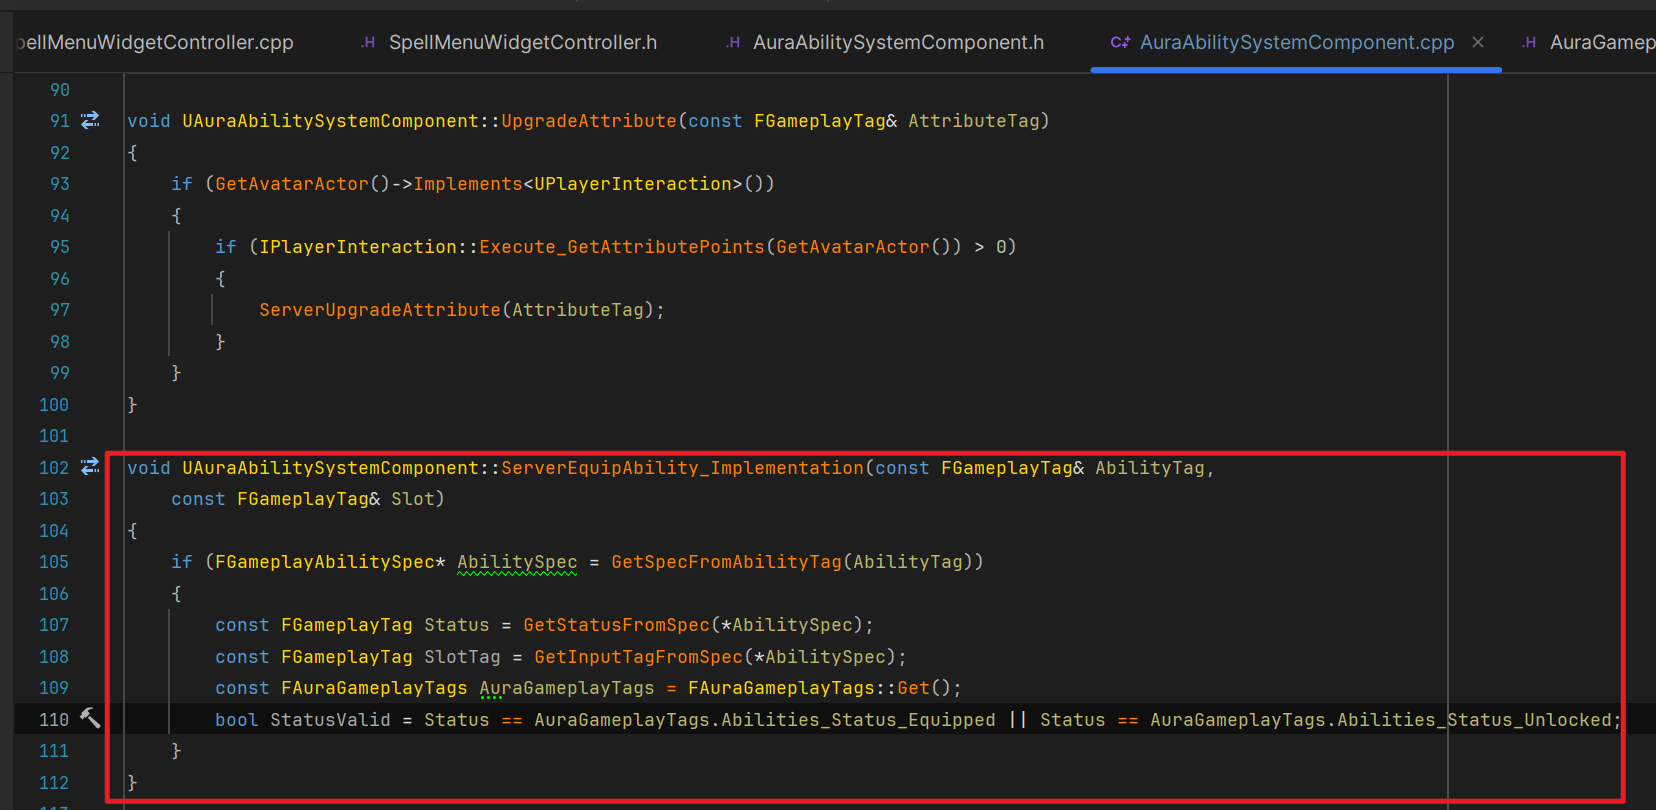 pellMenuWidgetController.cpp
.H SpellMenuWidgetController.h
.H AuraAbilitySystemComponent.h
C++ AuraAbilitySystemComponent.cpp ×
.H AuraGamep
90
91 void UAuraAbilitySystemComponent::UpgradeAttribute(const FGameplayTag& AttributeTag)
92 {
93 if (GetAvatarActor()->Implements<UPlayerInteraction>())
94 {
95 if (IPlayerInteraction::Execute_GetAttributePoints(GetAvatarActor()) > 0)
96 {
97 ServerUpgradeAttribute(AttributeTag);
98 }
99 }
100 }
101
102 void UAuraAbilitySystemComponent::ServerEquipAbility_Implementation(const FGameplayTag& AbilityTag,
103 const FGameplayTag& Slot)
104 {
105 if (FGameplayAbilitySpec* AbilitySpec = GetSpecFromAbilityTag(AbilityTag))
106 {
107 const FGameplayTag Status = GetStatusFromSpec(*AbilitySpec);
108 const FGameplayTag SlotTag = GetInputTagFromSpec(*AbilitySpec);
109 const FAuraGameplayTags AuraGameplayTags = FAuraGameplayTags::Get();
110 bool StatusValid = Status == AuraGameplayTags.Abilities_Status_Equipped || Status == AuraGameplayTags.Abilities_Status_Unlocked;
111 }
112 }